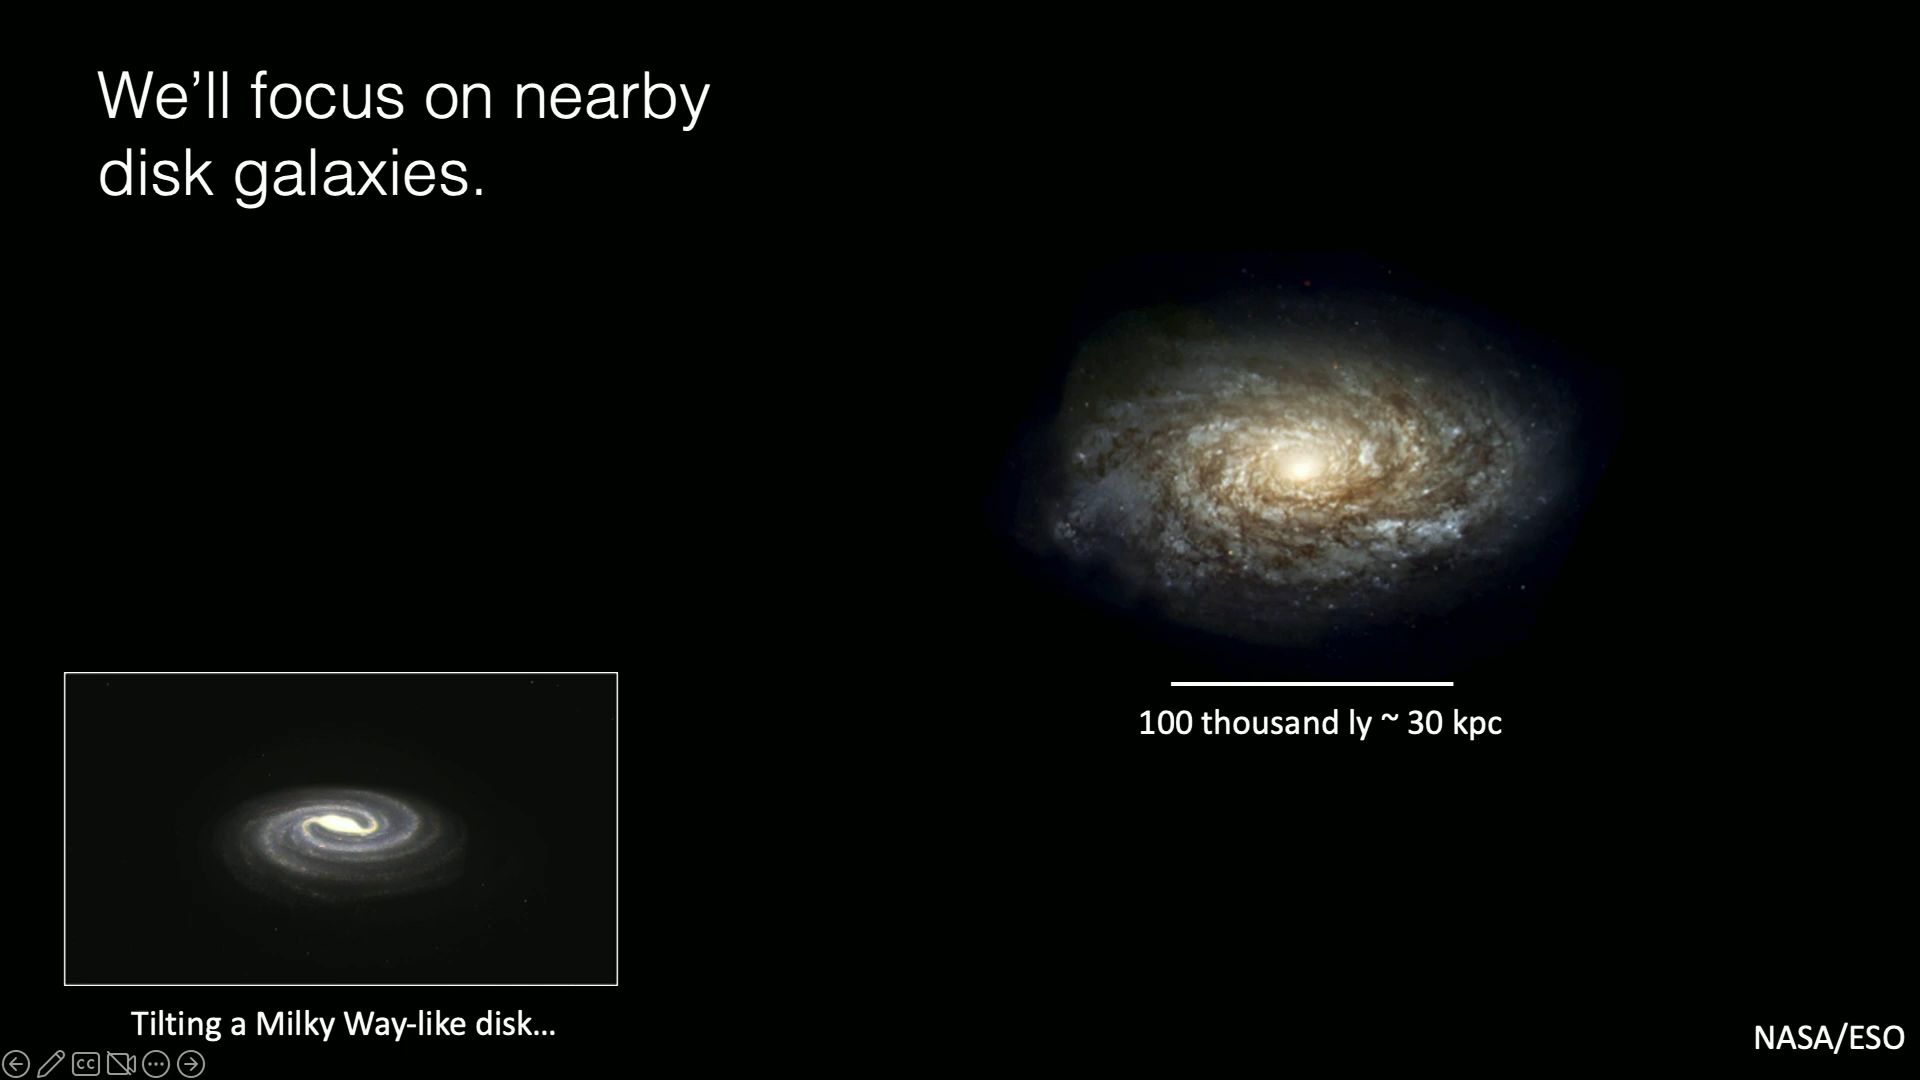 We’ll focus on nearby
disk galaxies.
100 thousand ly ~ 30 kpc
Tilting a Milky Way-like disk...
NASA/ESO
CC